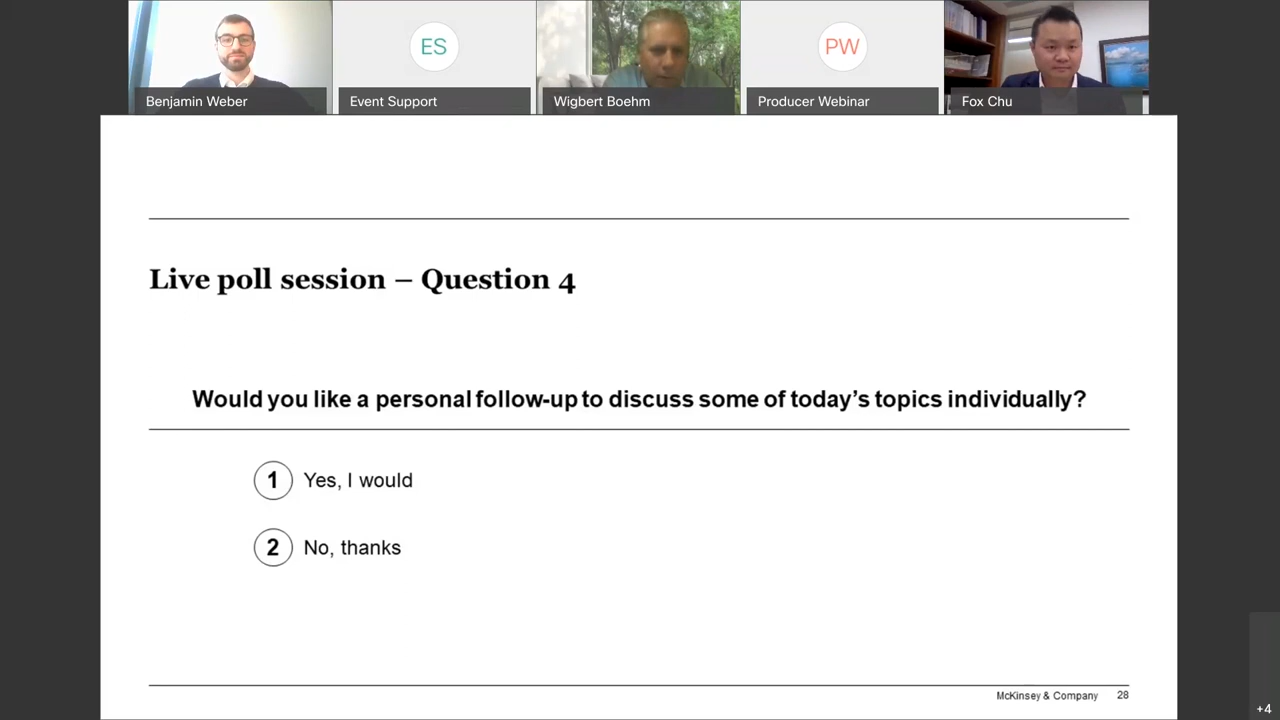 ES
PW
Benjamin Weber
Event Support
Wigbert Boehm
Producer Webinar
Fox Chu
Live poll session – Question 4
Would you like a personal follow-up to discuss some of today’s topics individually?
1 Yes, I would
2 No, thanks
McKinsey & Company 28
+4